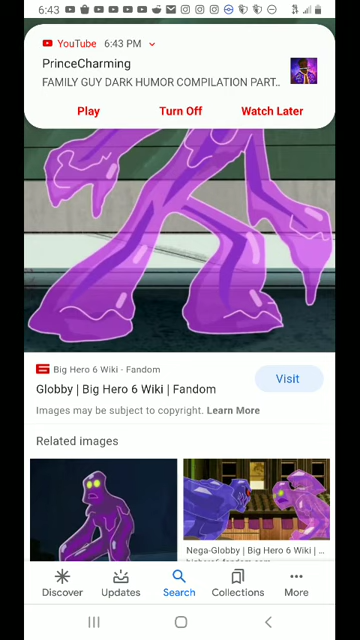 6:43
YouTube 6:43 PM
PrinceCharming
FAMILY GUY DARK HUMOR COMPILATION PART..
Play Turn Off Watch Later
Big Hero 6 Wiki - Fandom
Globby | Big Hero 6 Wiki | Fandom
Visit
Images may be subject to copyright. Learn More
Related images
Nega-Globby | Big Hero 6 Wiki | ...
Discover Updates Search Collections More